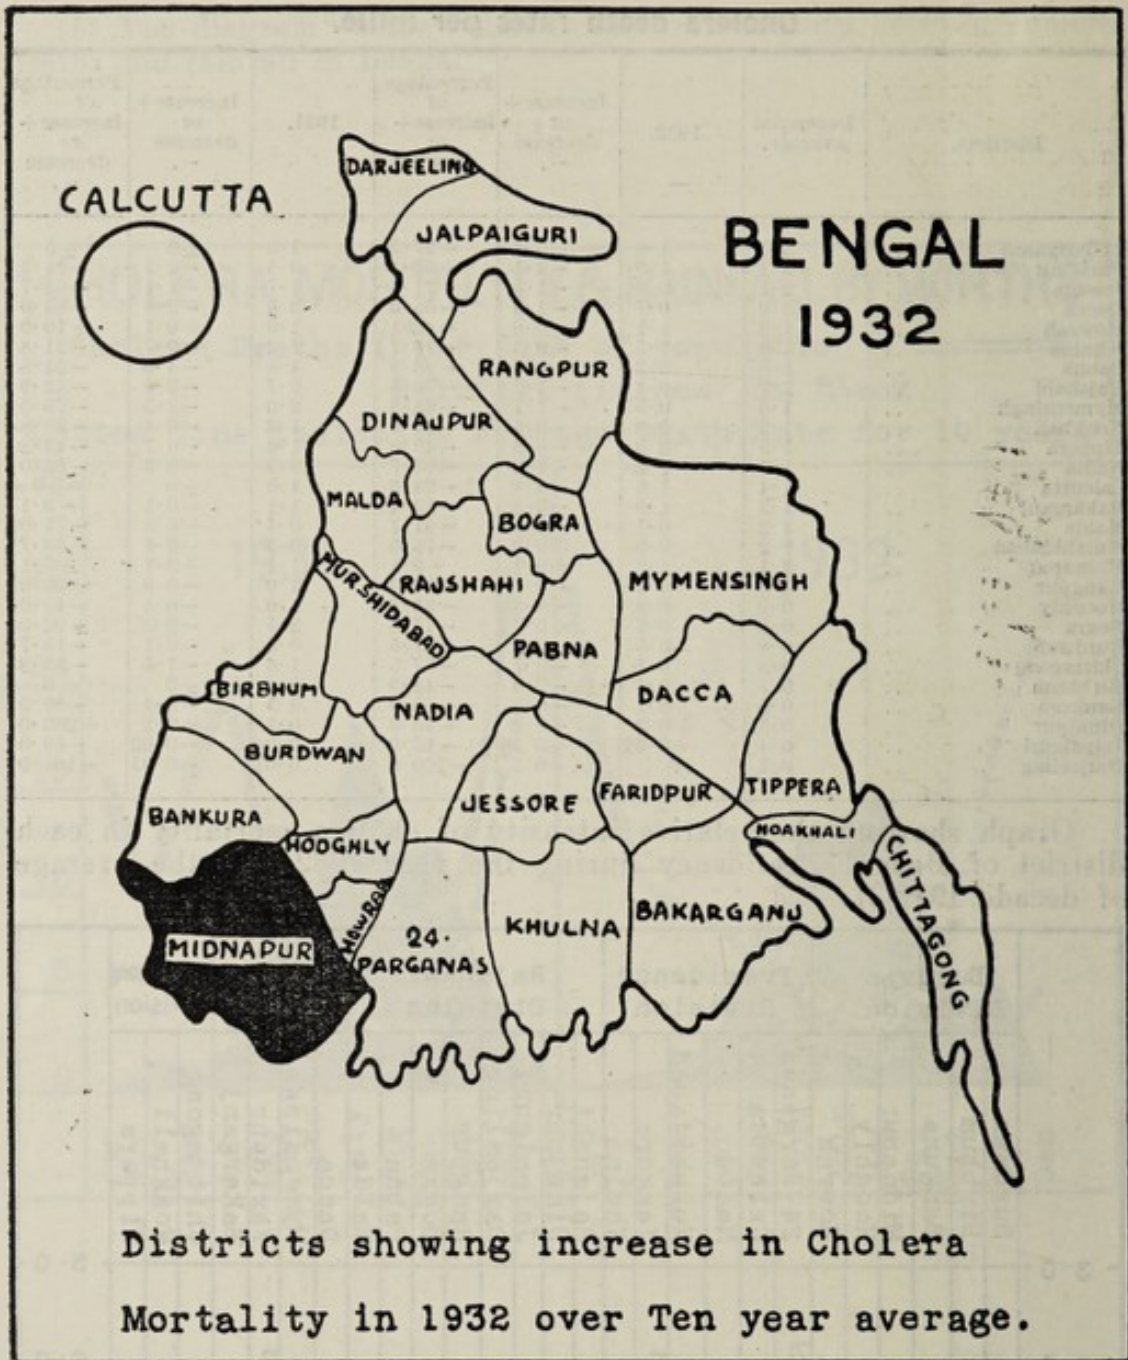 CALCUTTA
BENGAL
1932
DARJEELING
JALPAIGURI
RANGPUR
DINAJPUR
MALDA
BOGRA
MURSHIDABAD
RAJSHAHI
MYMENSINGH
PABNA
BIRBHUM
NADIA
DACCA
BURDWAN
JESSORE
FARIDPUR
TIPPERA
BANKURA
HOOGHLY
NOAKHALI
CHITTAGONG
MIDNAPUR
HOWRAH
24.
PARGANAS
KHULNA
BAKARGANJ
Districts showing increase in Cholera
Mortality in 1932 over Ten year average.